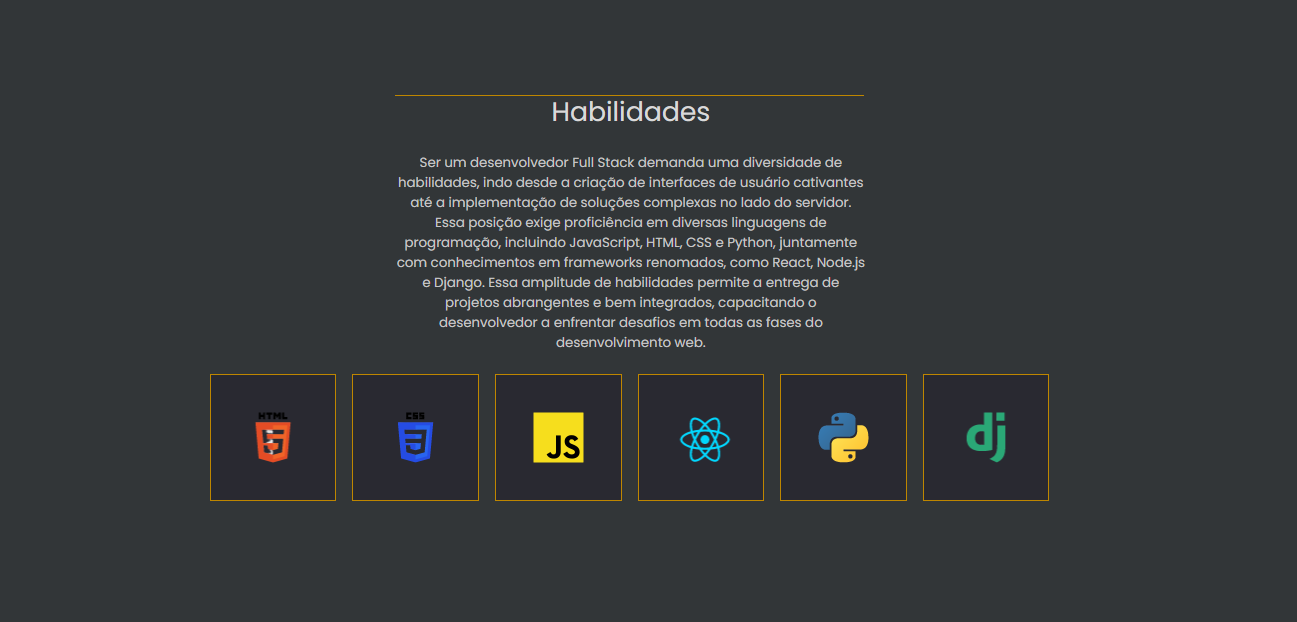 Habilidades
Ser um desenvolvedor Full Stack demanda uma diversidade de
habilidades, indo desde a criação de interfaces de usuário cativantes
até a implementação de soluções complexas no lado do servidor.
Essa posição exige proficiência em diversas linguagens de
programação, incluindo JavaScript, HTML, CSS e Python, juntamente
com conhecimentos em frameworks renomados, como React, Node.js
e Django. Essa amplitude de habilidades permite a entrega de
projetos abrangentes e bem integrados, capacitando o
desenvolvedor a enfrentar desafios em todas as fases do
desenvolvimento web.
HTML
5
CSS
3
JS
dj